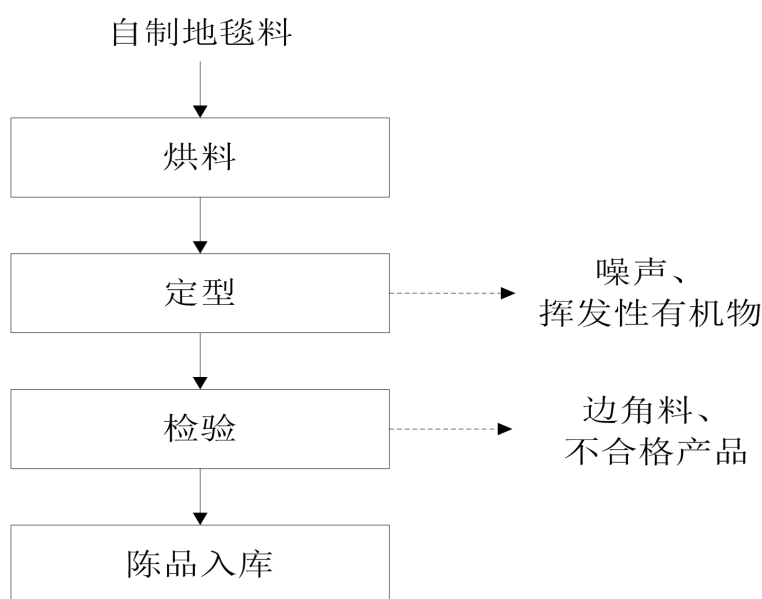 自制地毯料
烘料
定型
噪声、
挥发性有机物
检验
边角料、
不合格产品
陈品入库